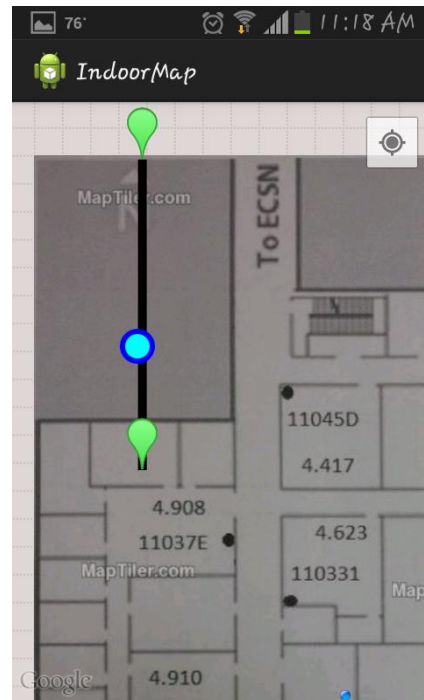 76° 11:18 AM
IndoorMap
MapTiler.com
To ECSN
11045D
4.417
4.908
4.623
11037E
MapTiler.com
110331
Map
Google
4.910